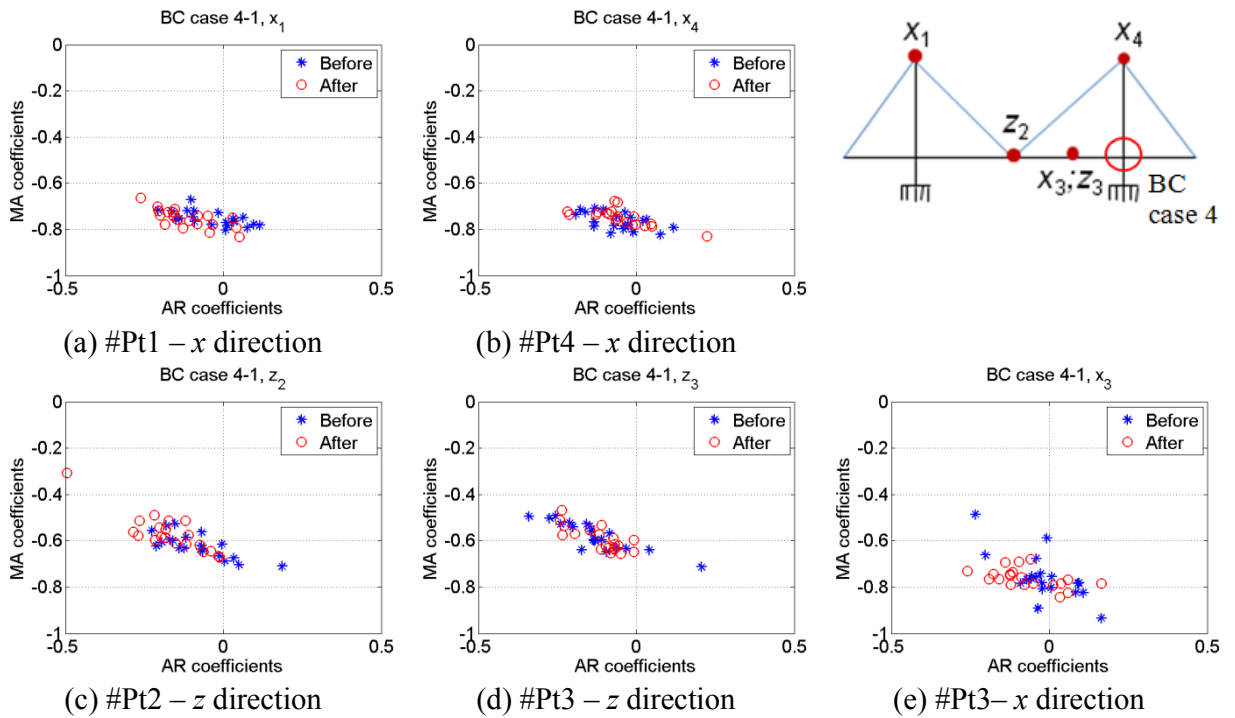 BC case 4-1, x1
0
-0.2
-0.4
-0.6
-0.8
-1
-0.5
0
0.5
MA coefficients
AR coefficients
Before
After
(a) #Pt1 – x direction
BC case 4-1, x4
0
-0.2
-0.4
-0.6
-0.8
-1
-0.5
0
0.5
MA coefficients
AR coefficients
Before
After
(b) #Pt4 – x direction
x1
x4
z2
x3;z3
BC
case 4
BC case 4-1, z2
0
-0.2
-0.4
-0.6
-0.8
-1
-0.5
0
0.5
MA coefficients
AR coefficients
Before
After
(c) #Pt2 – z direction
BC case 4-1, z3
0
-0.2
-0.4
-0.6
-0.8
-1
-0.5
0
0.5
MA coefficients
AR coefficients
Before
After
(d) #Pt3 – z direction
BC case 4-1, x3
0
-0.2
-0.4
-0.6
-0.8
-1
-0.5
0
0.5
MA coefficients
AR coefficients
Before
After
(e) #Pt3– x direction